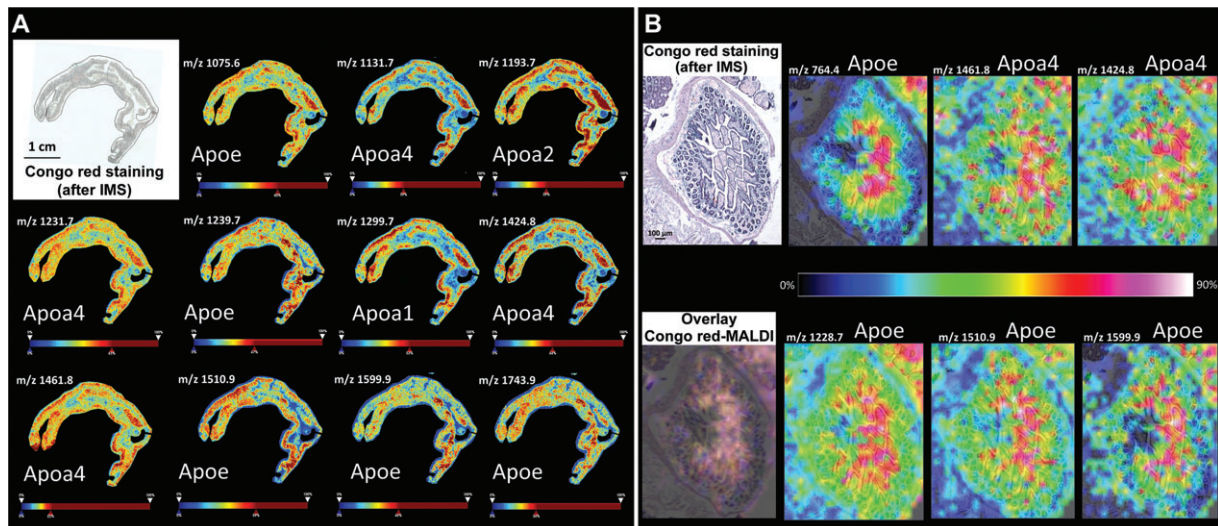 A
m/z 1075.6
m/z 1131.7
m/z 1193.7
1 cm
Congo red staining
(after IMS)
Apoe
Apoa4
Apoa2
m/z 1231.7
m/z 1239.7
m/z 1299.7
m/z 1424.8
Apoa4
Apoe
Apoa1
Apoa4
m/z 1461.8
m/z 1510.9
m/z 1599.9
m/z 1743.9
Apoa4
Apoe
Apoe
Apoe
B
Congo red staining
(after IMS)
100 µm
Apoe
m/z 764.4
Apoa4
m/z 1461.8
Apoa4
m/z 1424.8
0%
90%
Overlay
Congo red-MALDI
Apoe
m/z 1228.7
Apoe
m/z 1510.9
Apoe
m/z 1599.9